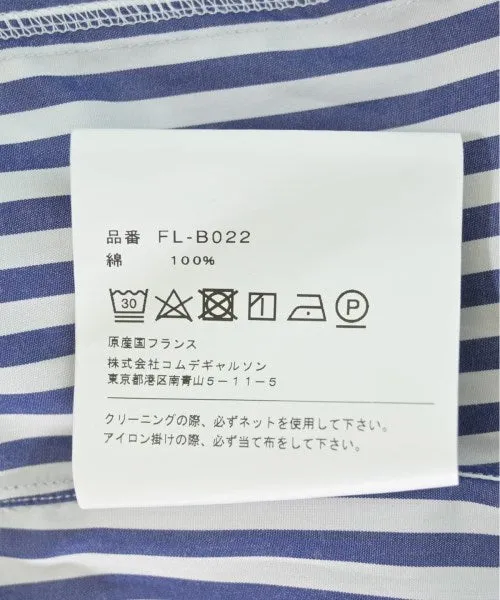 品番 FL-B022
綿 100%
30 P
原産国フランス
株式会社コムデギャルソン
東京都港区南青山5-11-5
クリーニングの際、必ずネットを使用して下さい。
アイロン掛けの際、必ず当て布をして下さい。